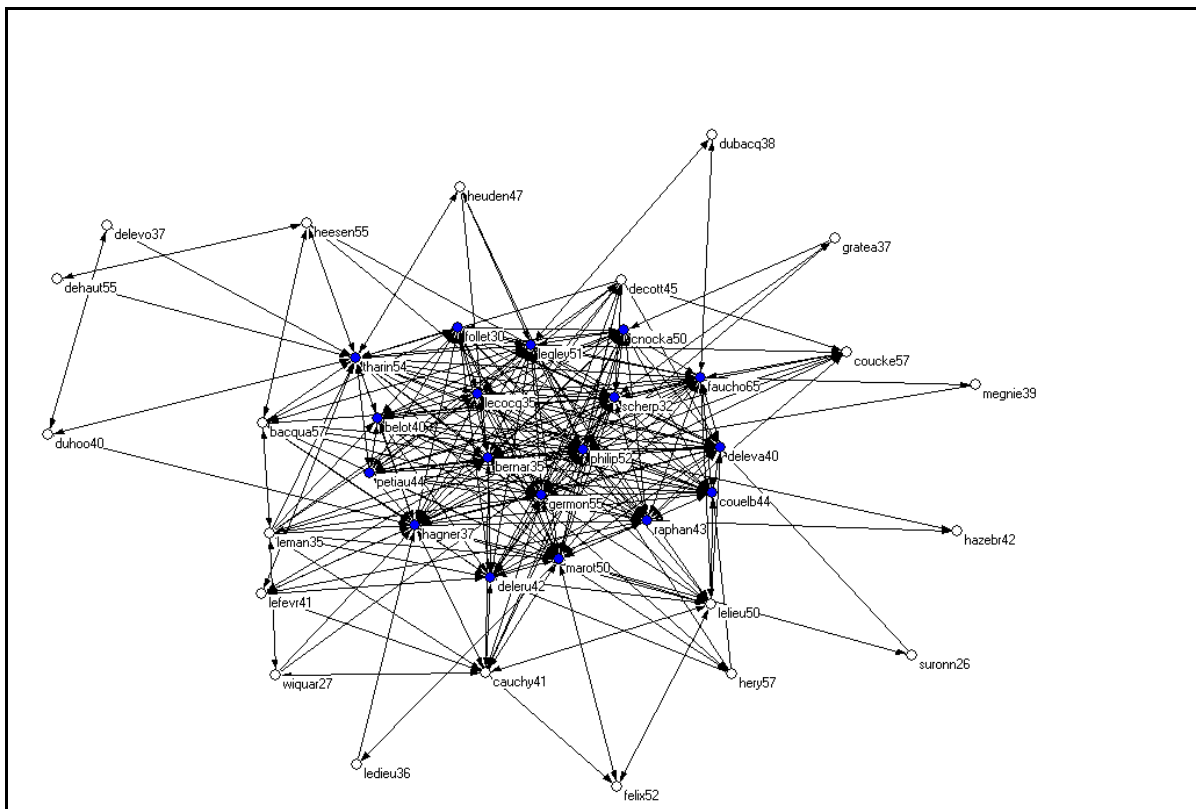 dubacq38
heuden47
delevo37
heesen55
gratea37
dehaut55
decott45
follet30
cnocka50
legley51
coucke57
tharin54
faucho65
megnie39
lecocq35
scherp32
belot40
bacqua57
duhoo40
philip52
deleva40
bernar35
petiau44
couelb44
germon55
raphan43
hagner37
hazebr42
leman35
marot50
deleru42
lefevr41
lelieu50
suronn26
hery57
cauchy41
wiquar27
ledieu36
felix52